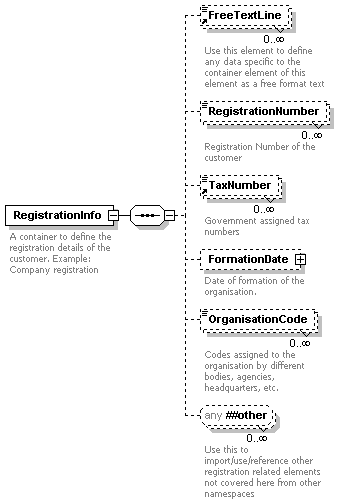 FreeTextLine
0..∞
Use this element to define
any data specific to the
container element of this
element as a free format text
RegistrationNumber
0..∞
Registration Number of the
customer
TaxNumber
0..∞
Government assigned tax
numbers
RegistrationInfo
A container to define the
registration details of the
customer. Example:
Company registration
FormationDate
Date of formation of the
organisation.
OrganisationCode
0..∞
Codes assigned to the
organisation by different
bodies, agencies,
headquarters, etc.
any ##other
0..∞
Use this to
import/use/reference other
registration related elements
not covered here from other
namespaces